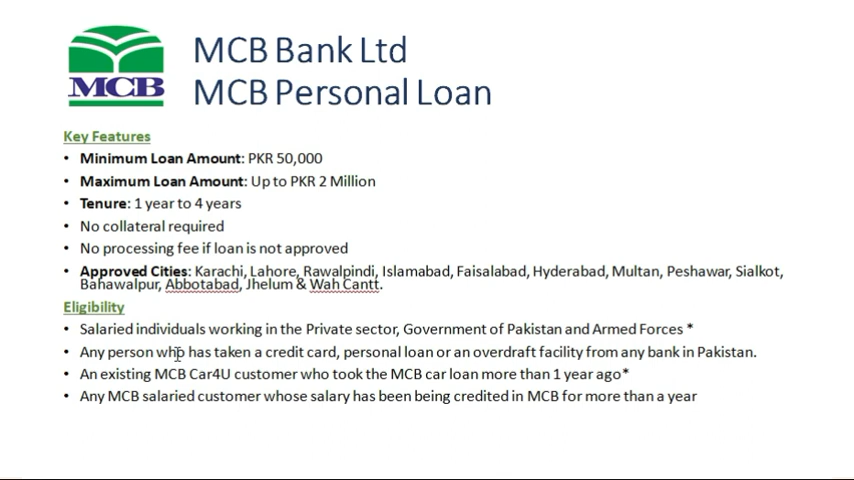 MCB
MCB Bank Ltd
MCB Personal Loan
Key Features
• Minimum Loan Amount: PKR 50,000
• Maximum Loan Amount: Up to PKR 2 Million
• Tenure: 1 year to 4 years
• No collateral required
• No processing fee if loan is not approved
• Approved Cities: Karachi, Lahore, Rawalpindi, Islamabad, Faisalabad, Hyderabad, Multan, Peshawar, Sialkot,
Bahawalpur, Abbotabad, Jhelum & Wah Cantt.
Eligibility
• Salaried individuals working in the Private sector, Government of Pakistan and Armed Forces *
• Any person who has taken a credit card, personal loan or an overdraft facility from any bank in Pakistan.
• An existing MCB Car4U customer who took the MCB car loan more than 1 year ago*
• Any MCB salaried customer whose salary has been being credited in MCB for more than a year